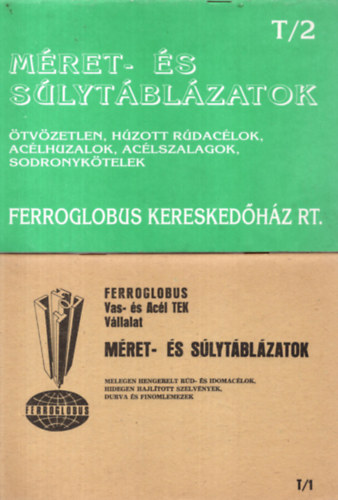 T/2
MÉRET- ÉS
SÚLYTÁBLÁZATOK
ÖTVÖZETLEN, HÚZOTT RÚDACÉLOK,
ACÉLHUZALOK, ACÉLSZALAGOK,
SODRONYKÖTELEK
FERROGLOBUS KERESKEDŐHÁZ RT.
FERROGLOBUS
Vas- és Acél TEK
Vállalat
MÉRET- ÉS SÚLYTÁBLÁZATOK
MELEGEN HENGERELT RÚD- ÉS IDOMACÉLOK,
HIDEGEN HAJLÍTOTT SZELVÉNYEK,
DURVA ÉS FINOMLEMEZEK
FERROGLOBUS
T/1